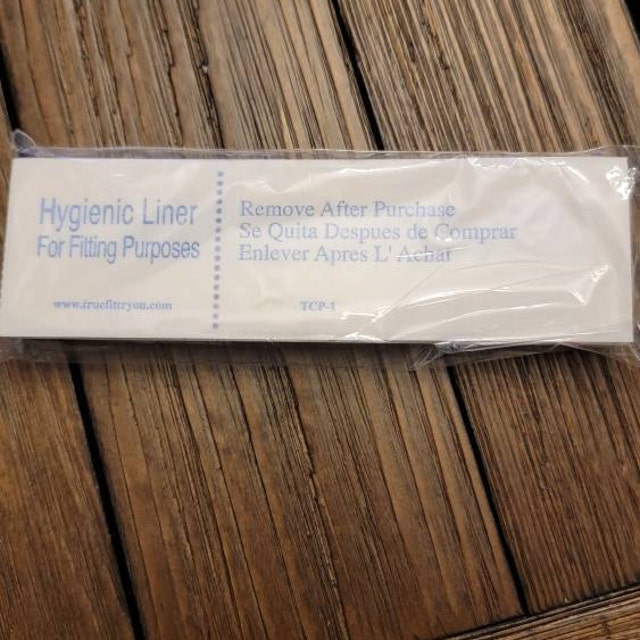 Hygienic Liner
For Fitting Purposes
www.truefittryou.com
Remove After Purchase
Se Quita Despues de Comprar
Enlever Apres L' Achat
TCP-1